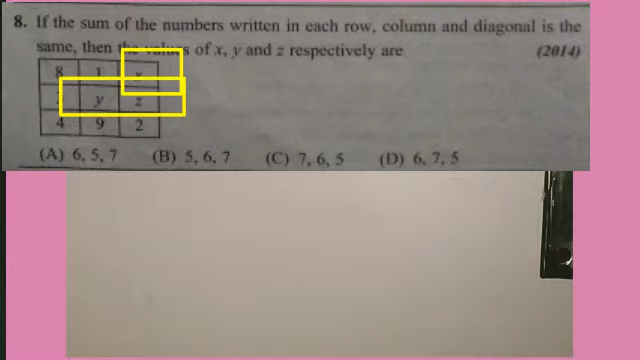 8. If the sum of the numbers written in each row, column and diagonal is the
same, then the values of x, y and z respectively are (2014)
8 1 x
y z
4 9 2
(A) 6, 5, 7 (B) 5, 6, 7 (C) 7, 6, 5 (D) 6, 7, 5